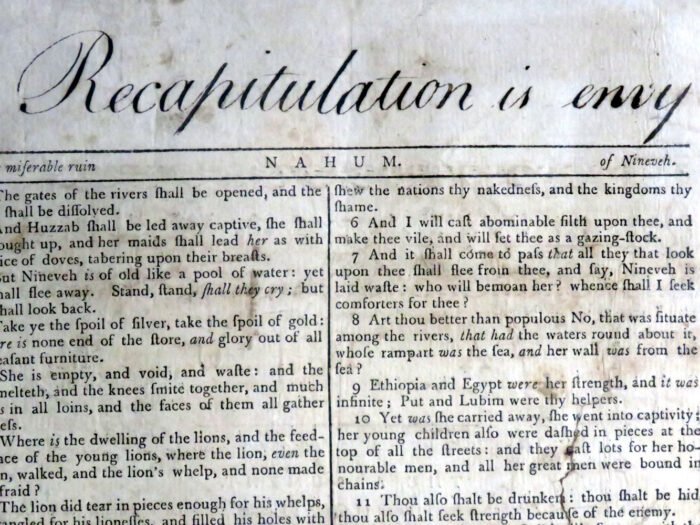 Recapitulation is envy
miſerable ruin
NAHUM.
of Nineveh.
The gates of the rivers ſhall be opened, and the
ſhall be diſſolved.
And Huzzab ſhall be led away captive, ſhe ſhall
ought up, and her maids ſhall lead her as with
ice of doves, tabering upon their breaſts.
But Nineveh is of old like a pool of water: yet
hall flee away. Stand, ſtand, ſhall they cry; but
hall look back.
Take ye the ſpoil of ſilver, take the ſpoil of gold:
re is none end of the ſtore, and glory out of all
eaſant furniture.
She is empty, and void, and waſte: and the
melteth, and the knees ſmite together, and much
is in all loins, and the faces of them all gather
eſs.
Where is the dwelling of the lions, and the feed-
ace of the young lions, where the lion, even the
n, walked, and the lion's whelp, and none made
fraid?
The lion did tear in pieces enough for his whelps,
angled for his lioneſſes, and filled his holes with
ſhew the nations thy nakedneſs, and the kingdoms thy
ſhame.
6 And I will caſt abominable filth upon thee, and
make thee vile, and will ſet thee as a gazing-ſtock.
7 And it ſhall come to paſs that all they that look
upon thee ſhall flee from thee, and ſay, Nineveh is
laid waſte: who will bemoan her? whence ſhall I ſeek
comforters for thee?
8 Art thou better than populous No, that was ſituate
among the rivers, that had the waters round about it,
whoſe rampart was the ſea, and her wall was from the
ſea?
9 Ethiopia and Egypt were her ſtrength, and it was
infinite; Put and Lubim were thy helpers.
10 Yet was ſhe carried away, ſhe went into captivity;
her young children alſo were daſhed in pieces at the
top of all the ſtreets: and they caſt lots for her ho-
nourable men, and all her great men were bound in
chains.
11 Thou alſo ſhalt be drunken: thou ſhalt be hid
thou alſo ſhalt ſeek ſtrength becauſe of the enemy.